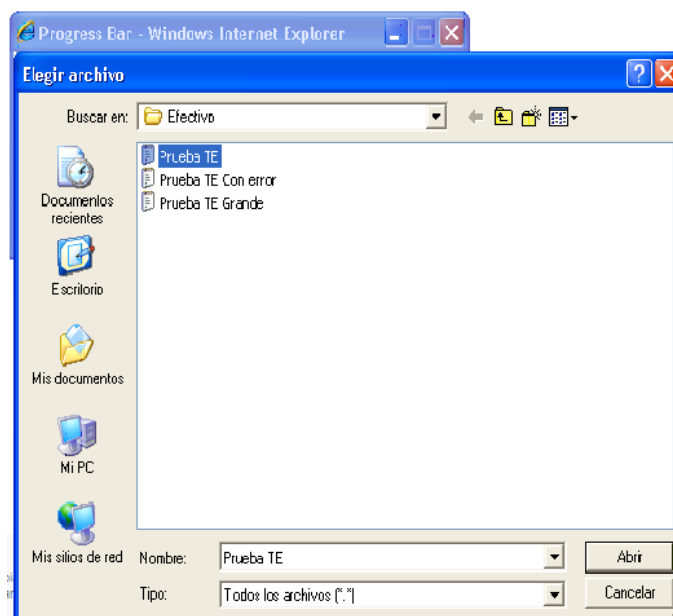 Progress Bar - Windows Internet Explorer
Elegir archivo
Buscar en:
Efectivo
Prueba TE
Prueba TE Con error
Prueba TE Grande
Documentos
recientes
Escritorio
Mis documentos
Mi PC
Mis sitios de red
Nombre:
Prueba TE
Abrir
Tipo:
Todos los archivos (*.*)
Cancelar